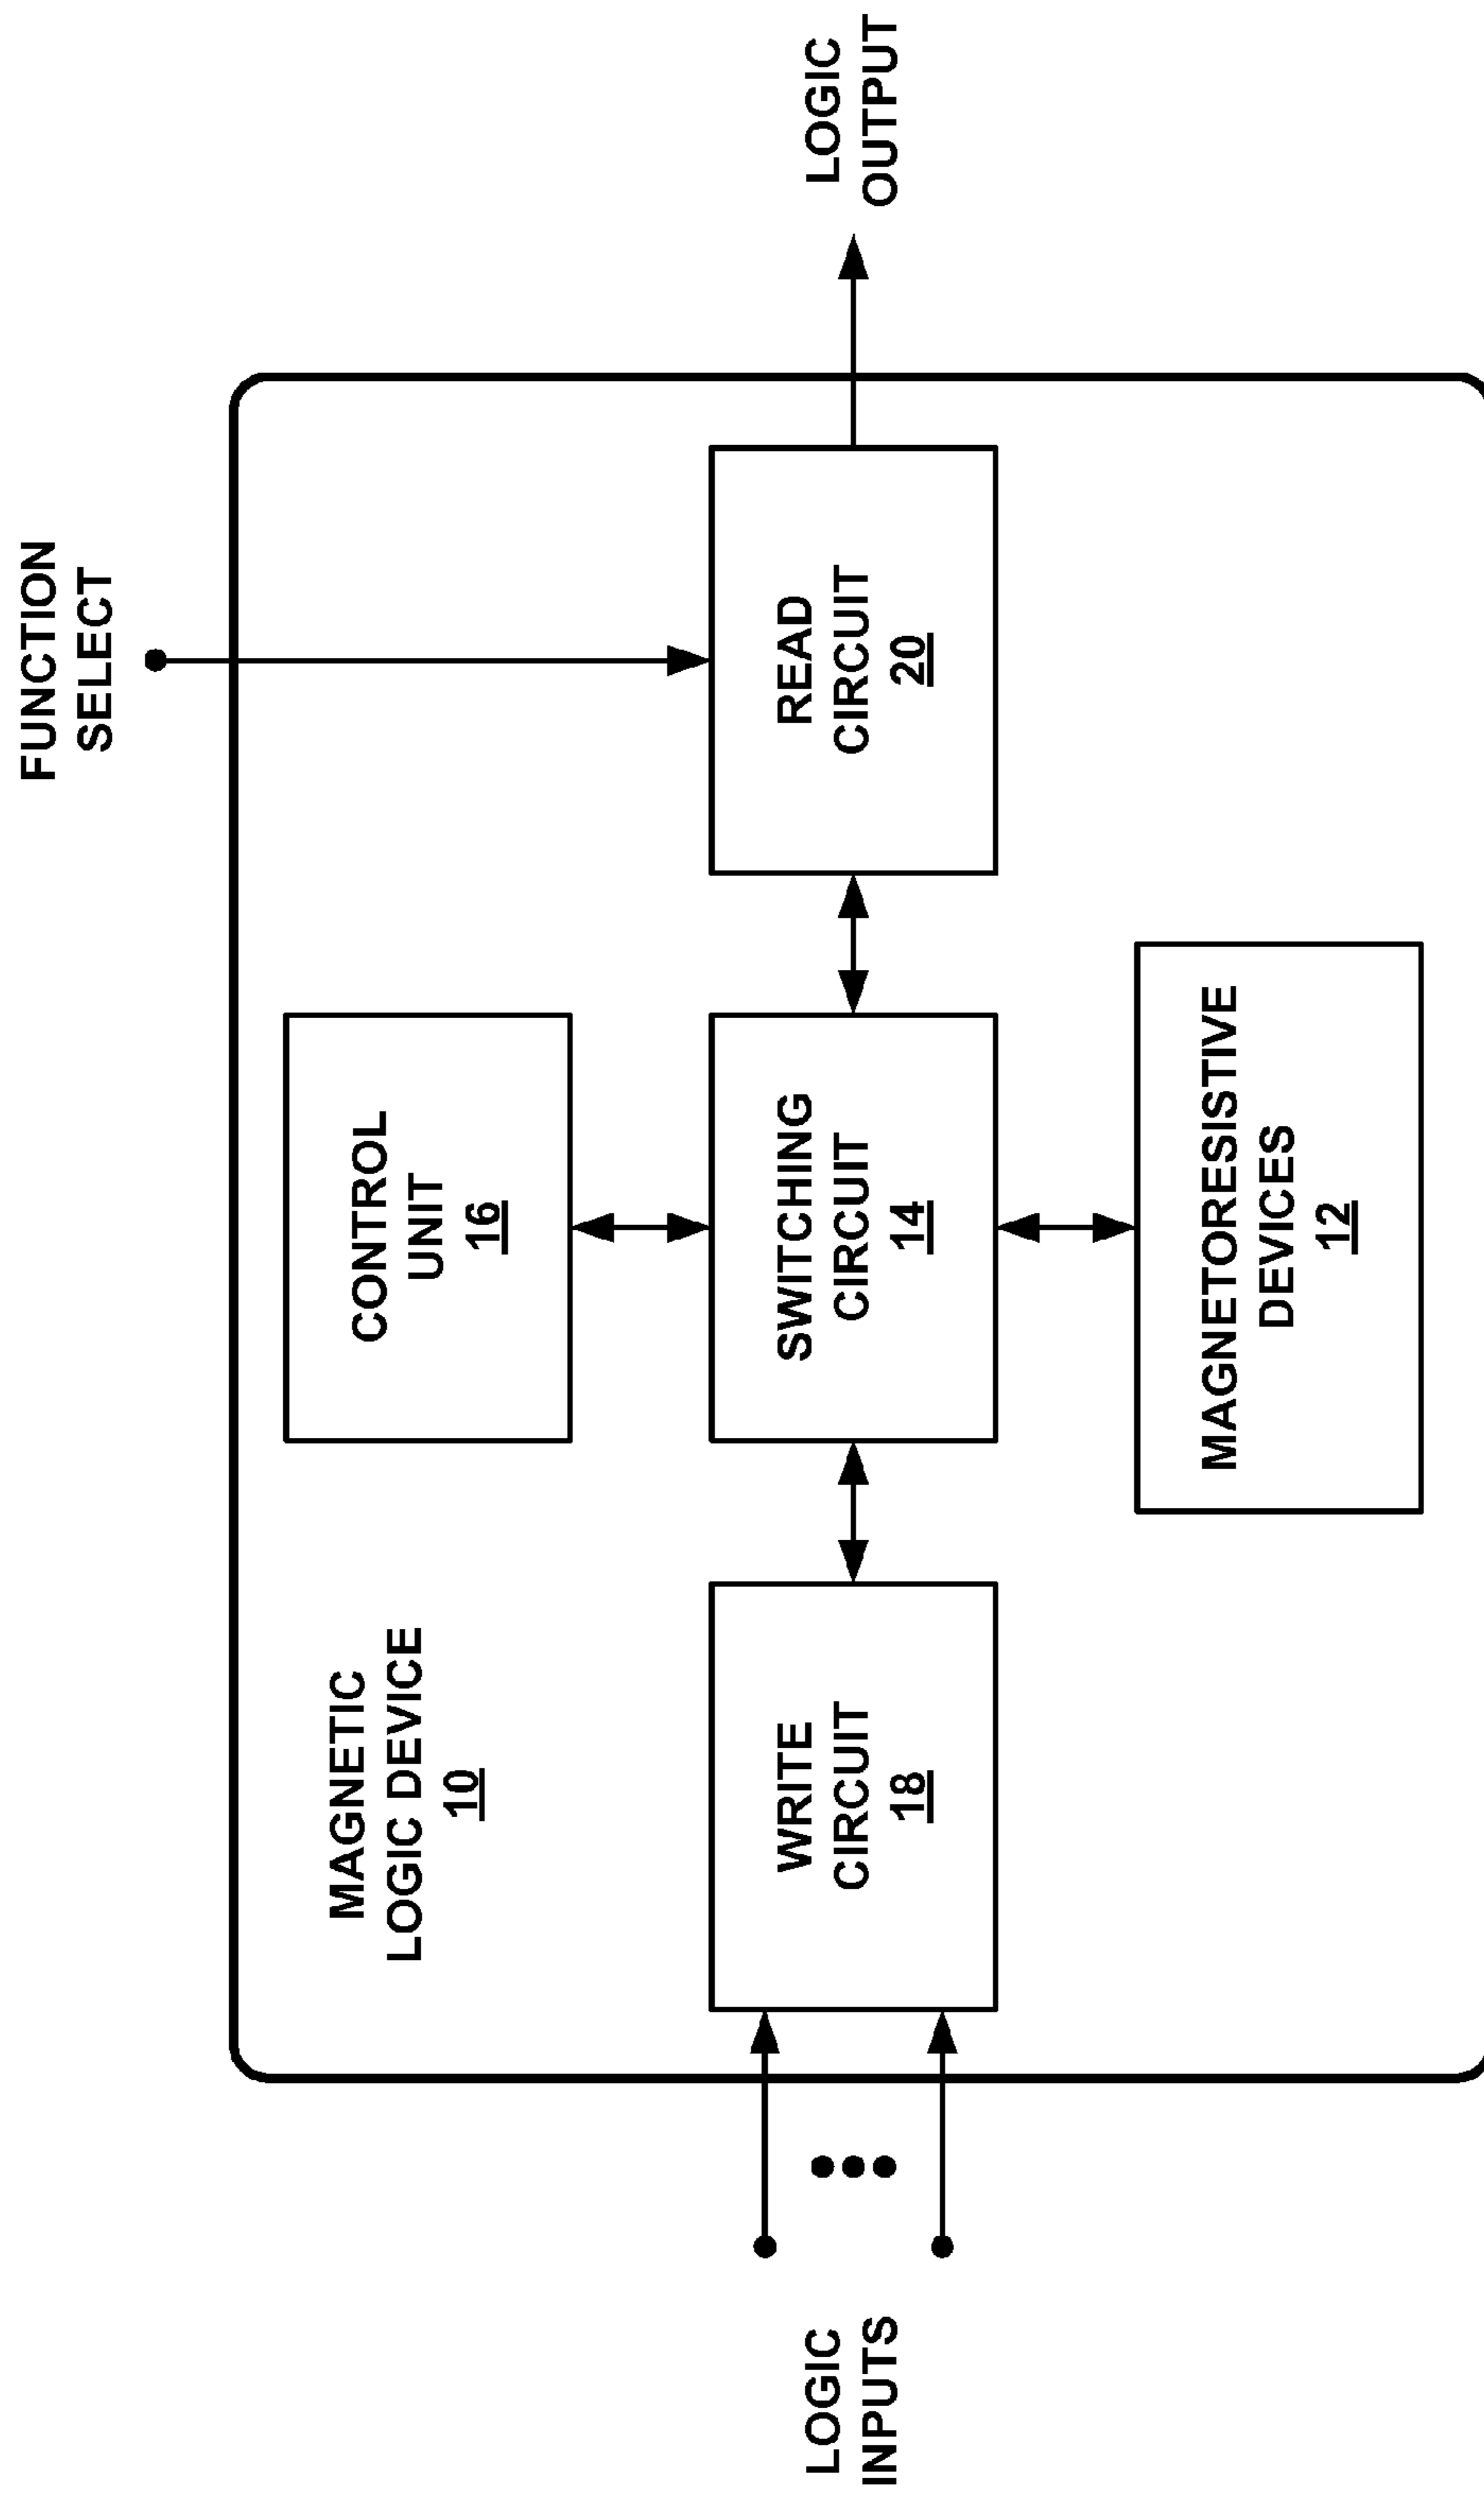 FUNCTION
SELECT
MAGNETIC
LOGIC DEVICE
10
CONTROL
UNIT
16
LOGIC
INPUTS
WRITE
CIRCUIT
18
SWITCHING
CIRCUIT
14
READ
CIRCUIT
20
LOGIC
OUTPUT
MAGNETORESISTIVE
DEVICES
12